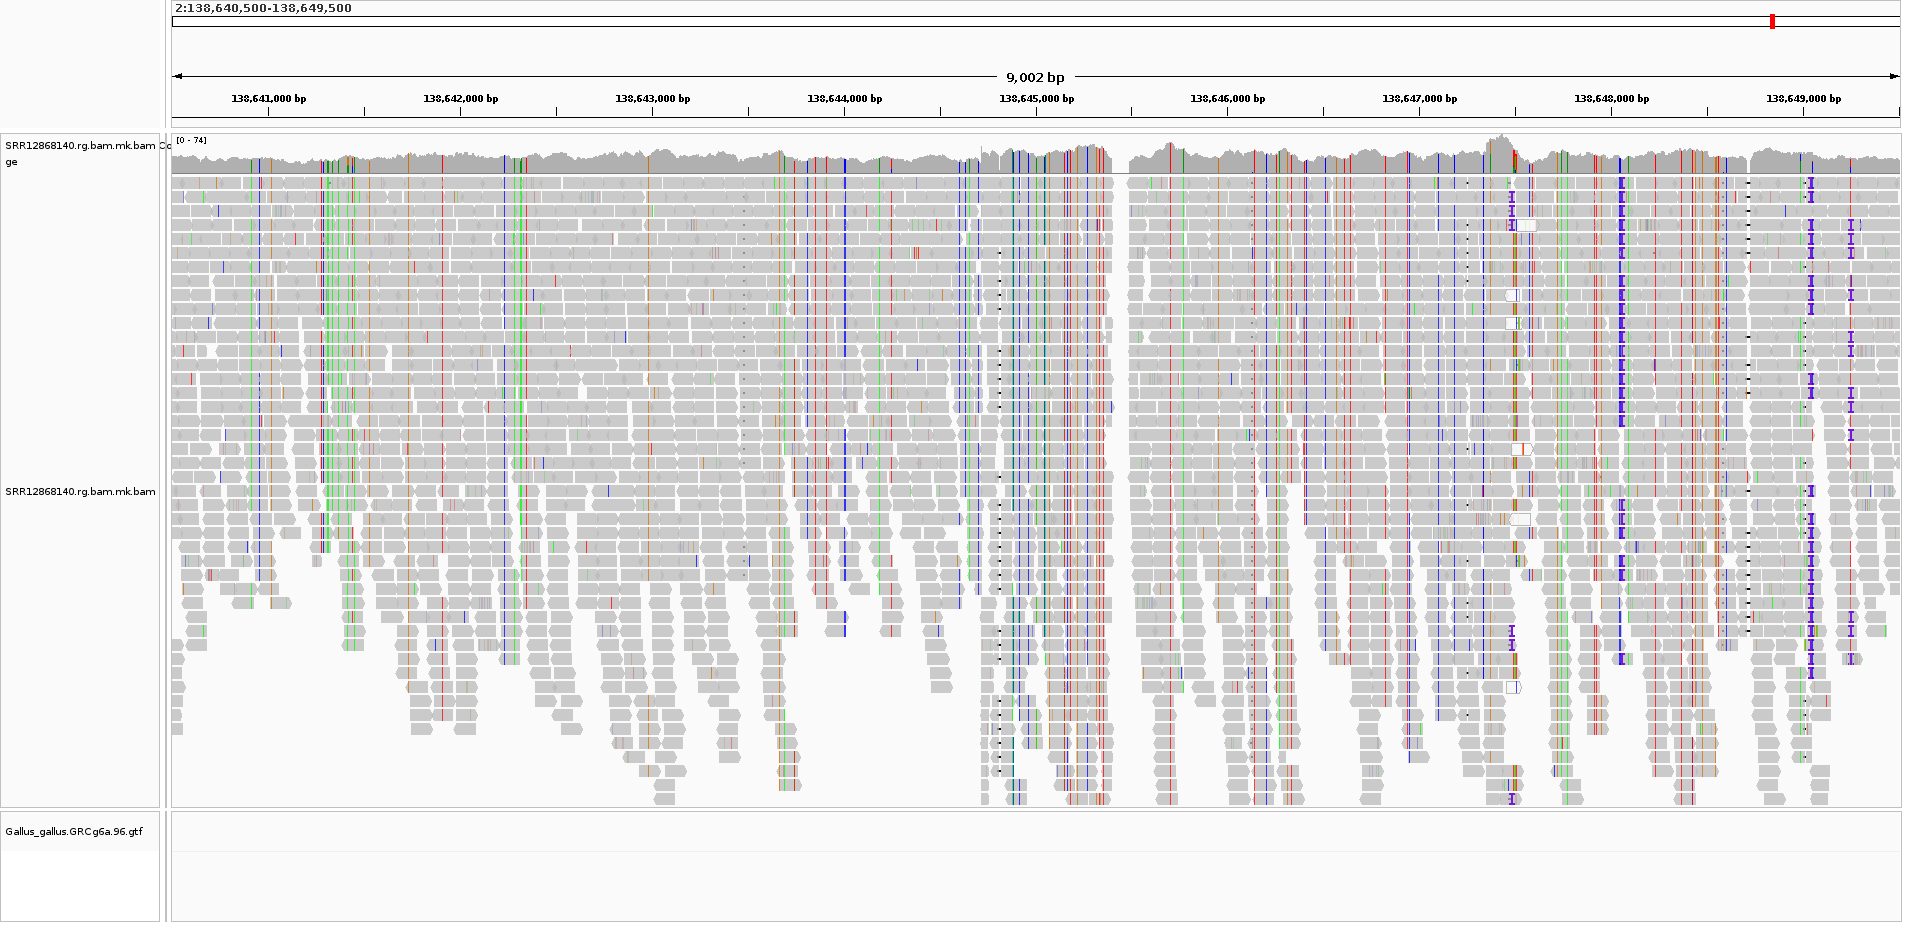 2:138,640,500-138,649,500
9,002 bp
138,641,000 bp 138,642,000 bp 138,643,000 bp 138,644,000 bp 138,645,000 bp 138,646,000 bp 138,647,000 bp 138,648,000 bp 138,649,000 bp
SRR12868140.rg.bam.mk.bam Co
ge
[0 - 74]
SRR12868140.rg.bam.mk.bam
Gallus_gallus.GRCg6a.96.gtf